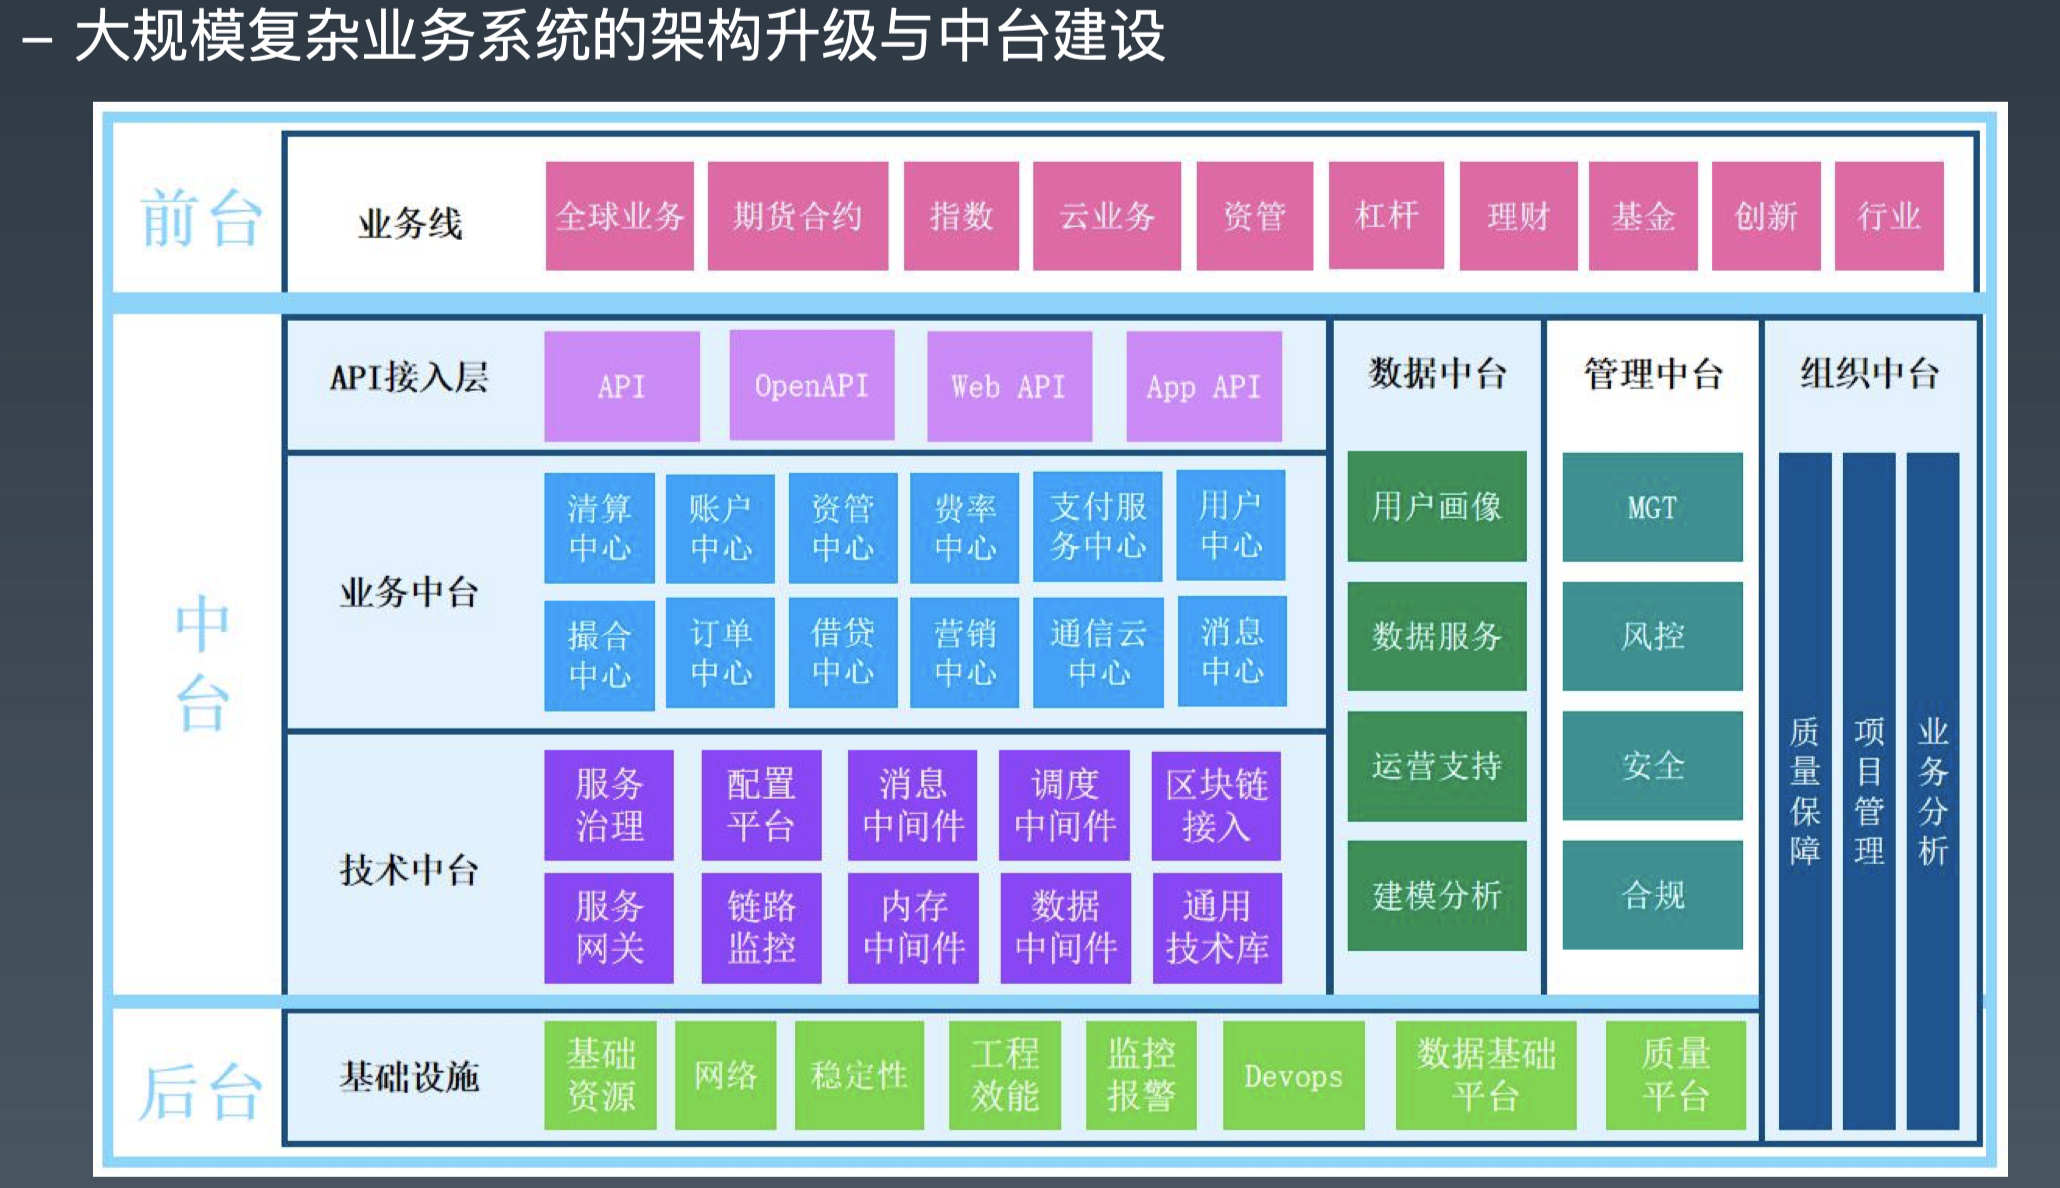 – 大规模复杂业务系统的架构升级与中台建设
前台
业务线
全球业务
期货合约
指数
云业务
资管
杠杆
理财
基金
创新
行业
中
台
API接入层
API
OpenAPI
Web API
App API
业务中台
清算
中心
账户
中心
资管
中心
费率
中心
支付服
务中心
用户
中心
撮合
中心
订单
中心
借贷
中心
营销
中心
通信云
中心
消息
中心
技术中台
服务
治理
配置
平台
消息
中间件
调度
中间件
区块链
接入
服务
网关
链路
监控
内存
中间件
数据
中间件
通用
技术库
数据中台
用户画像
数据服务
运营支持
建模分析
管理中台
MGT
风控
安全
合规
组织中台
质量保障
项目管理
业务分析
后台
基础设施
基础
资源
网络
稳定性
工程
效能
监控
报警
Devops
数据基础
平台
质量
平台